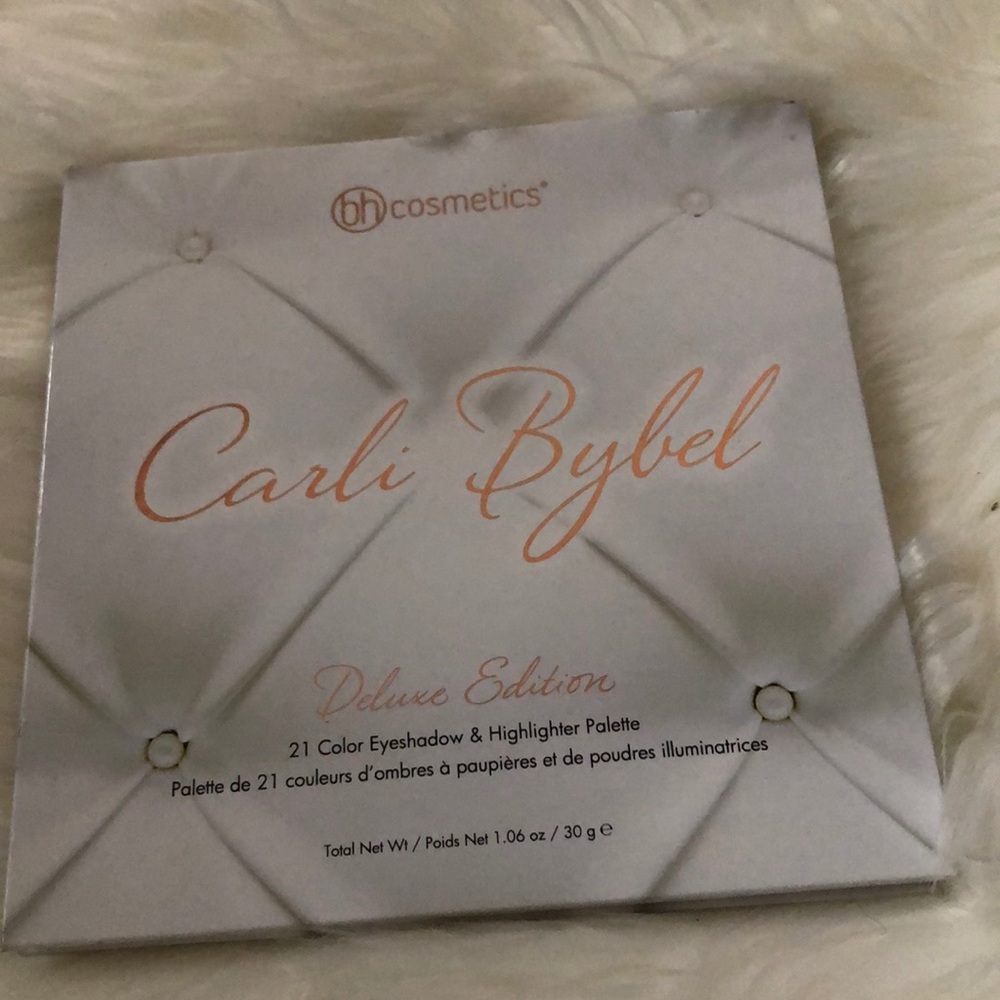 bh cosmetics®
Carli Bybel
Deluxe Edition
21 Color Eyeshadow & Highlighter Palette
Palette de 21 couleurs d'ombres à paupières et de poudres illuminatrices
Total Net Wt / Poids Net 1.06 oz / 30 g ℮